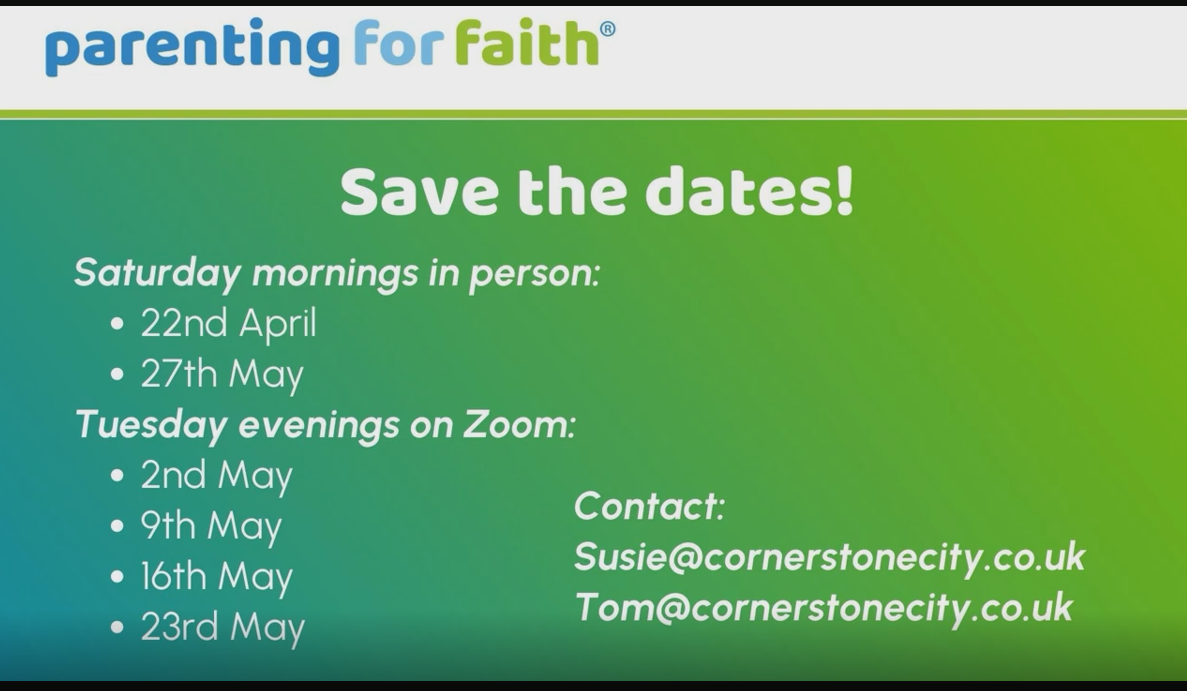 parenting for faith®
Save the dates!
Saturday mornings in person:
• 22nd April
• 27th May
Tuesday evenings on Zoom:
• 2nd May
• 9th May
• 16th May
• 23rd May
Contact:
Susie@cornerstonecity.co.uk
Tom@cornerstonecity.co.uk